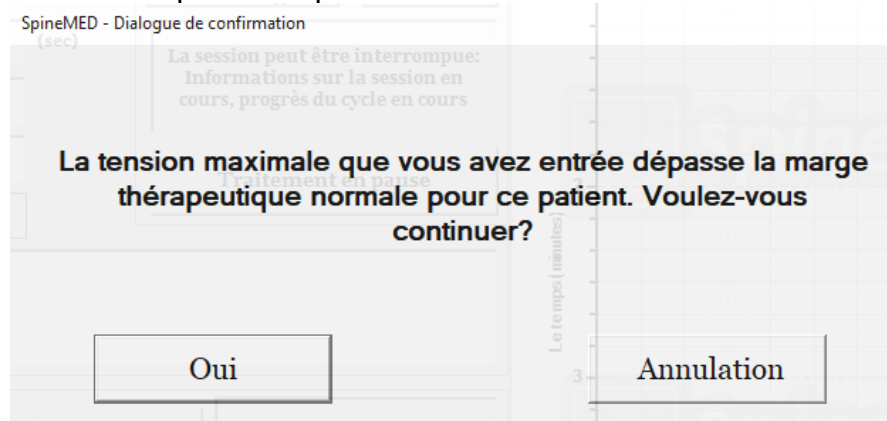 SpineMED - Dialogue de confirmation
(sec)
La session peut être interrompue:
Informations sur la session en
cours, progrès du cycle en cours
La tension maximale que vous avez entrée dépasse la marge
Traitement en pause
thérapeutique normale pour ce patient. Voulez-vous
continuer?
Le temps (minutes)
Oui
Annulation
3